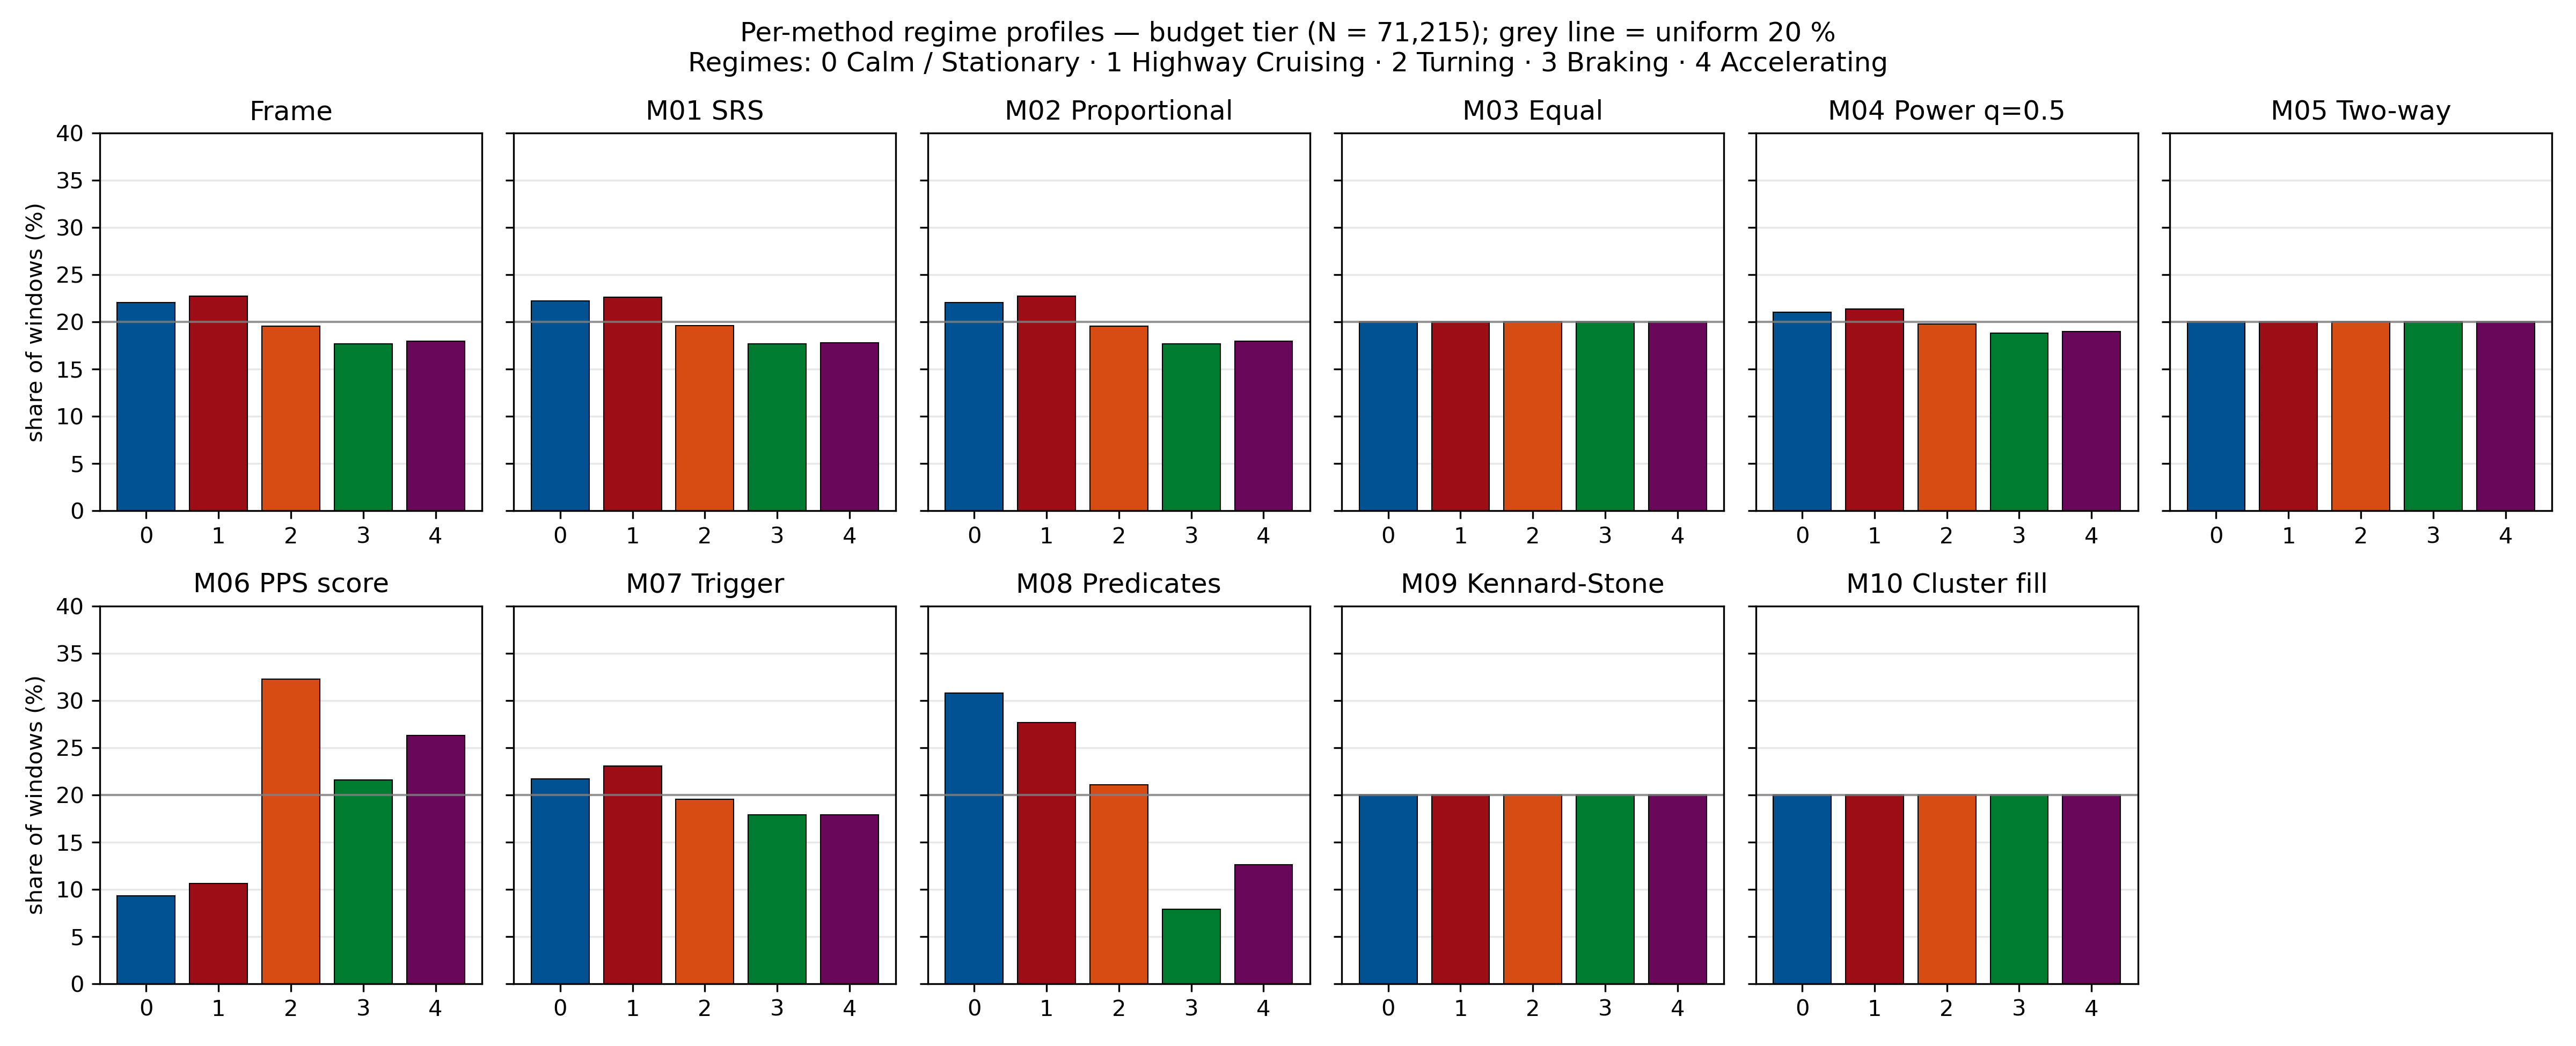 Per-method regime profiles — budget tier (N = 71,215); grey line = uniform 20 %
Regimes: 0 Calm / Stationary · 1 Highway Cruising · 2 Turning · 3 Braking · 4 Accelerating
Frame
M01 SRS
M02 Proportional
M03 Equal
M04 Power q=0.5
M05 Two-way
share of windows (%)
40
35
30
25
20
15
10
5
0
0 1 2 3 4
0 1 2 3 4
0 1 2 3 4
0 1 2 3 4
0 1 2 3 4
0 1 2 3 4
M06 PPS score
M07 Trigger
M08 Predicates
M09 Kennard-Stone
M10 Cluster fill
share of windows (%)
40
35
30
25
20
15
10
5
0
0 1 2 3 4
0 1 2 3 4
0 1 2 3 4
0 1 2 3 4
0 1 2 3 4